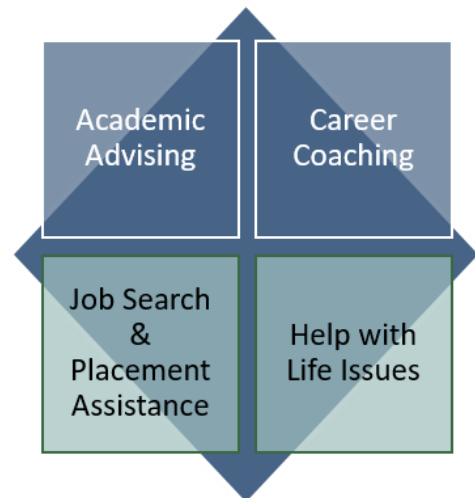 Academic
Advising
Career
Coaching
Job Search
&
Placement
Assistance
Help with
Life Issues